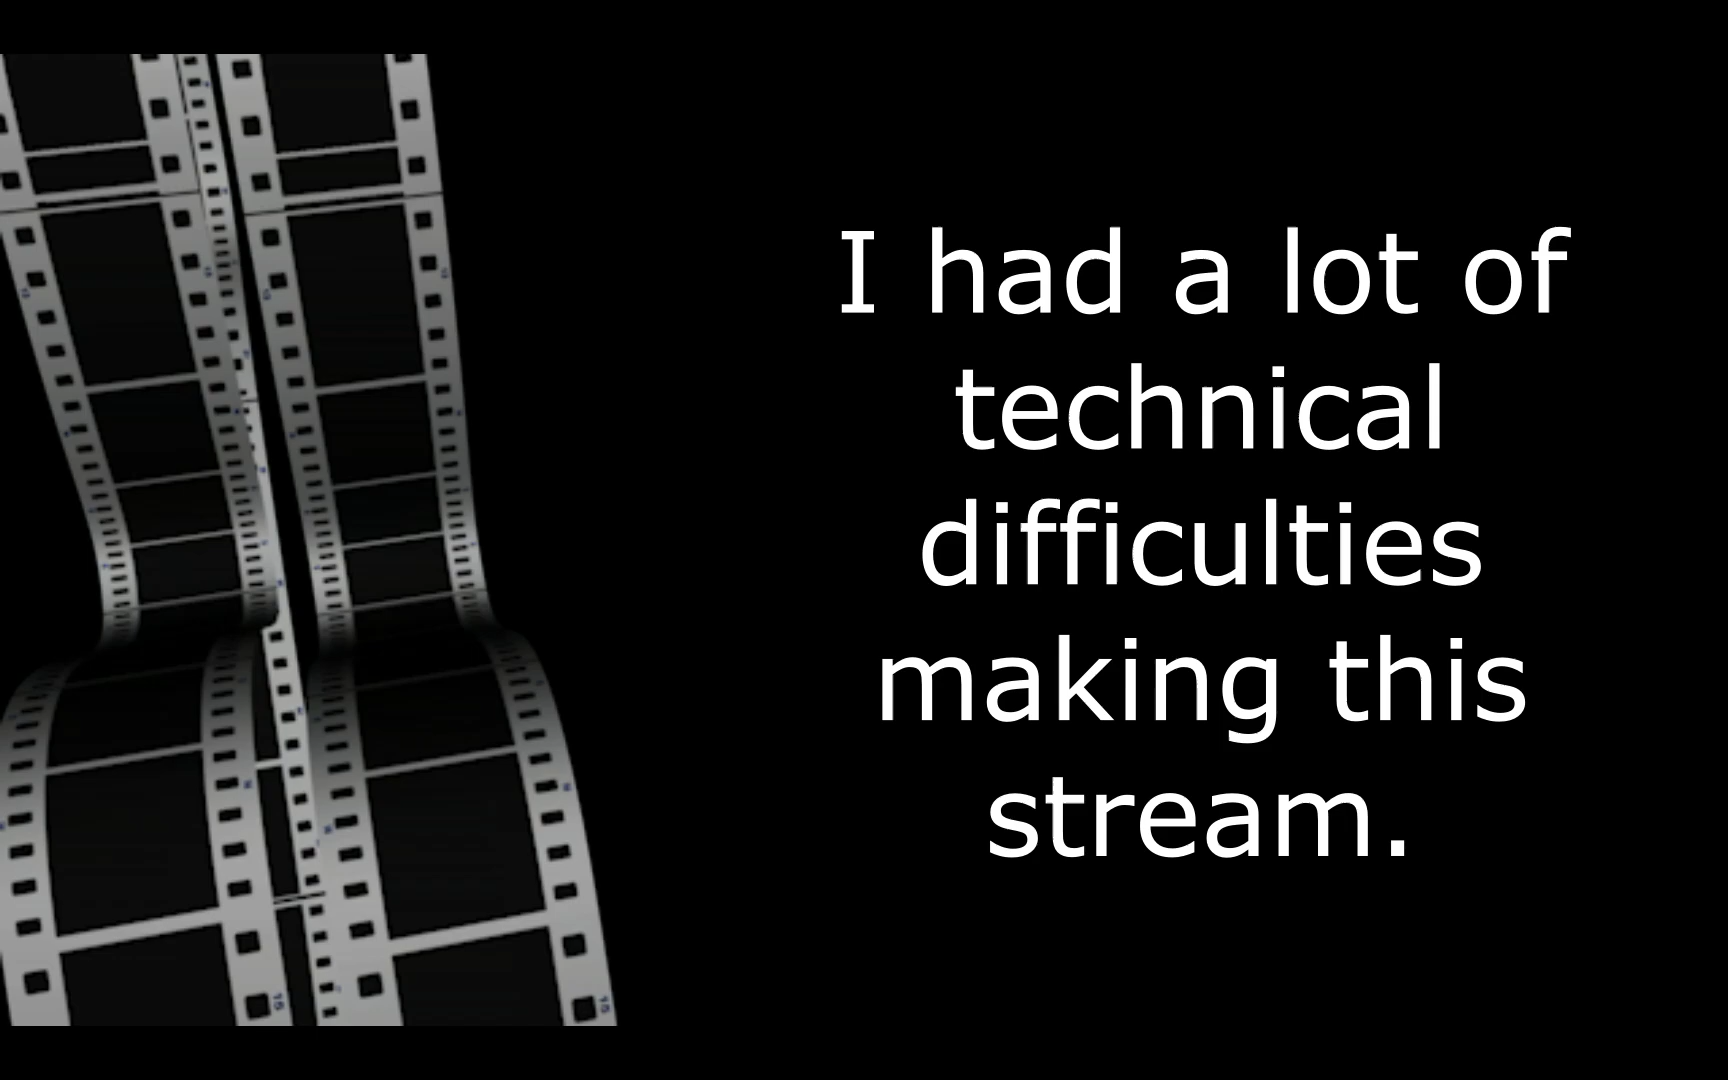 I had a lot of
technical
difficulties
making this
stream.